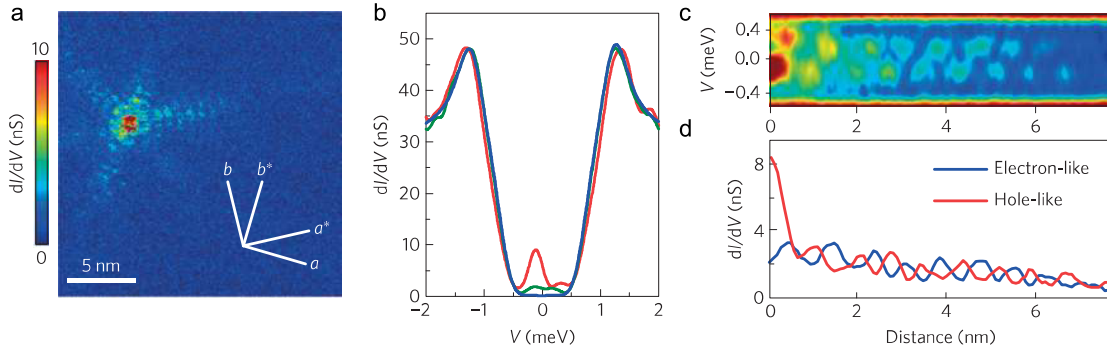 a
10
dI/dV (nS)
0
5 nm
b
b*
a*
a
b
50
40
30
20
10
0
dI/dV (nS)
−2
−1
0
1
2
V (meV)
c
0.4
0.0
−0.4
V (meV)
0
2
4
6
d
8
4
0
dI/dV (nS)
Electron-like
Hole-like
0
2
4
6
Distance (nm)